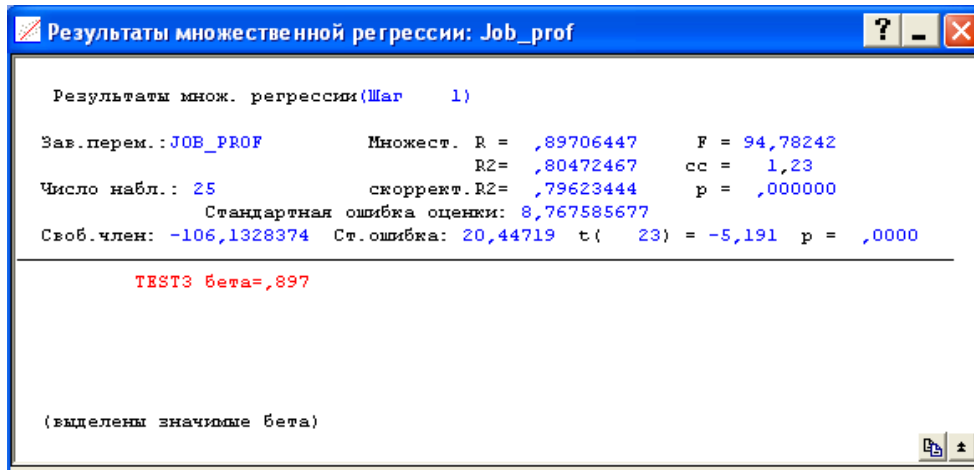 Результаты множественной регрессии: Job_prof
Результаты множ. регрессии(Шаг 1)
Зав.перем.:JOB_PROF Множест. R = ,89706447 F = 94,78242
R2= ,80472467 сс = 1,23
Число набл.: 25 скоррект.R2= ,79623444 p = ,000000
Стандартная ошибка оценки: 8,767585677
Своб.член: -106,1328374 Ст.ошибка: 20,44719 t( 23) = -5,191 p = ,0000
TEST3 бета=,897
(выделены значимые бета)